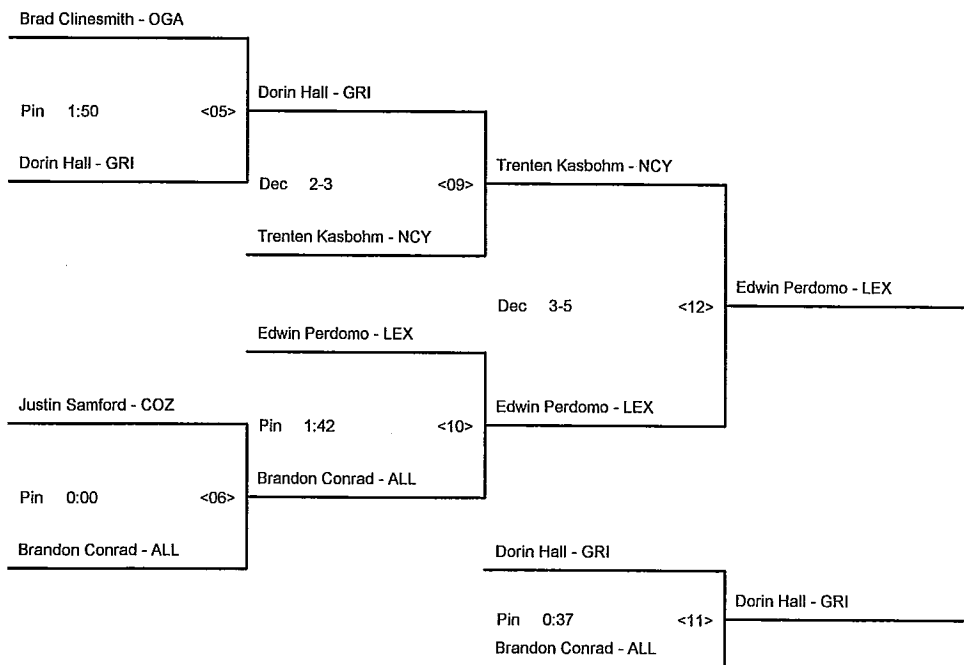 Brad Clinesmith - OGA
Dorin Hall - GRI
Pin 1:50 <05>
Dorin Hall - GRI
Trenten Kasbohm - NCY
Dec 2-3 <09>
Trenten Kasbohm - NCY
Edwin Perdomo - LEX
Dec 3-5 <12>
Edwin Perdomo - LEX
Justin Samford - COZ
Edwin Perdomo - LEX
Pin 1:42 <10>
Brandon Conrad - ALL
Pin 0:00 <06>
Brandon Conrad - ALL
Dorin Hall - GRI
Dorin Hall - GRI
Pin 0:37 <11>
Brandon Conrad - ALL